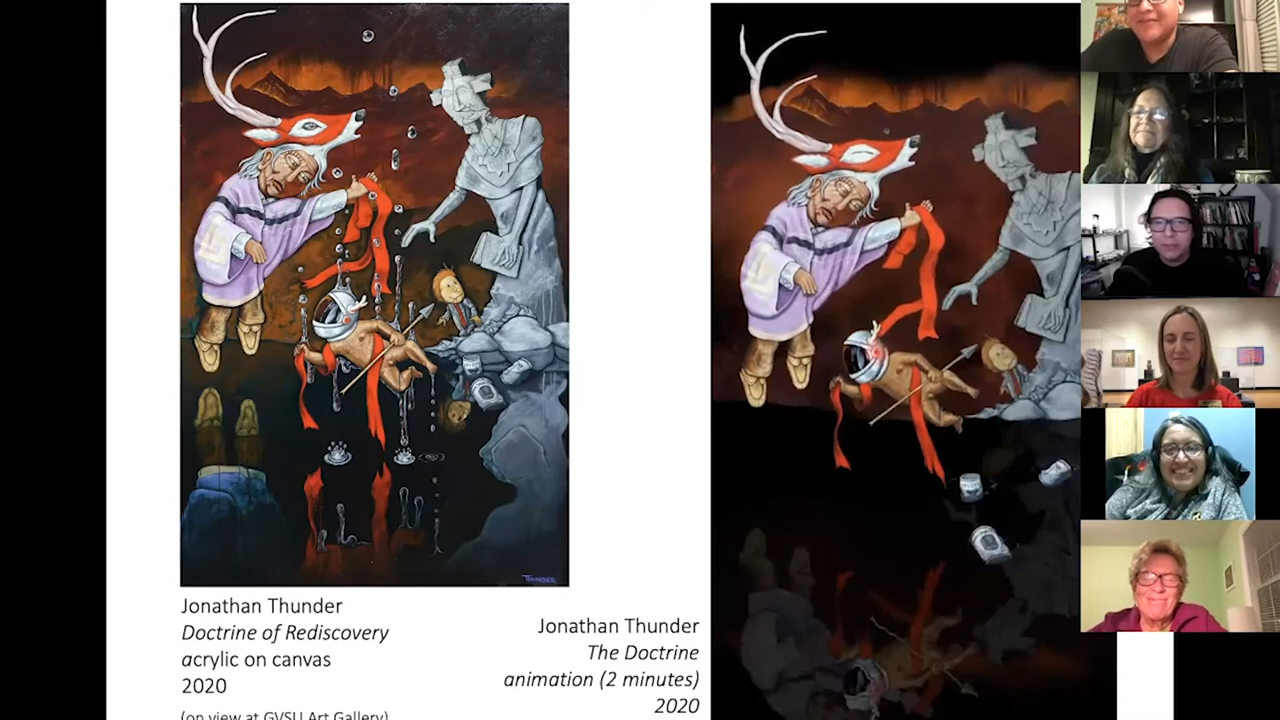 THUNDER
Jonathan Thunder
Doctrine of Rediscovery
acrylic on canvas
2020
(on view at GVSU Art Gallery)
Jonathan Thunder
The Doctrine
animation (2 minutes)
2020